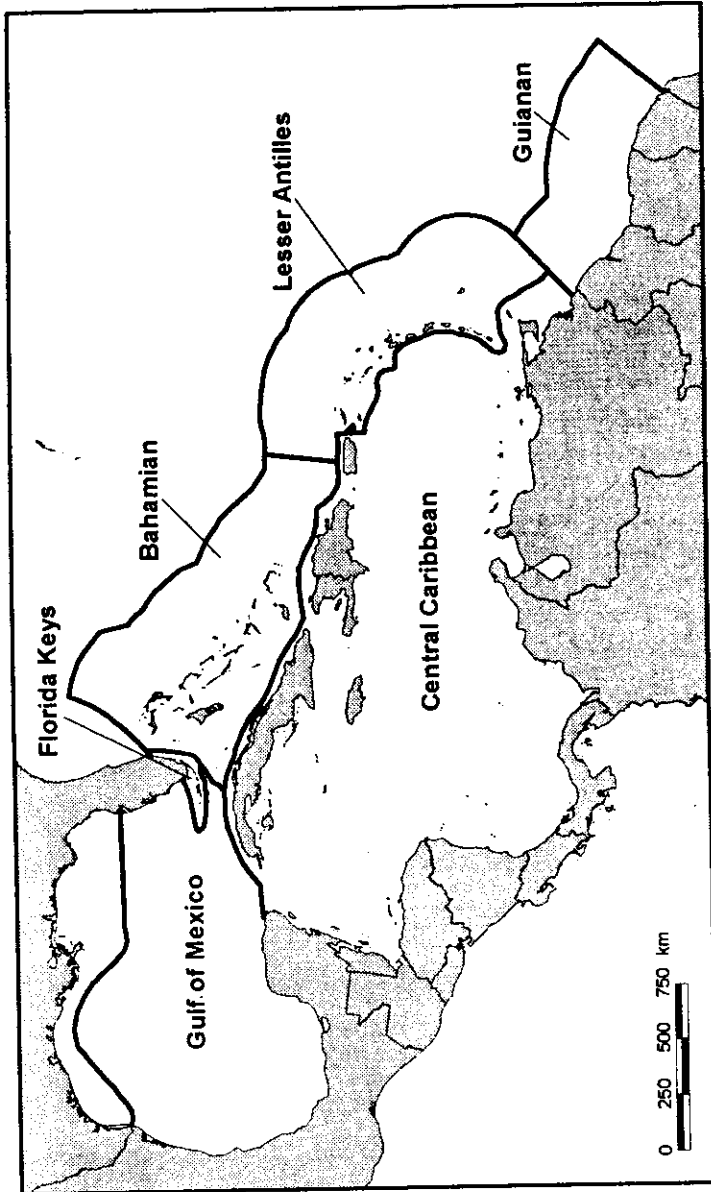 Gulf of Mexico
Florida Keys
Bahamian
Lesser Antilles
Guianan
Central Caribbean
0 250 500 750 km